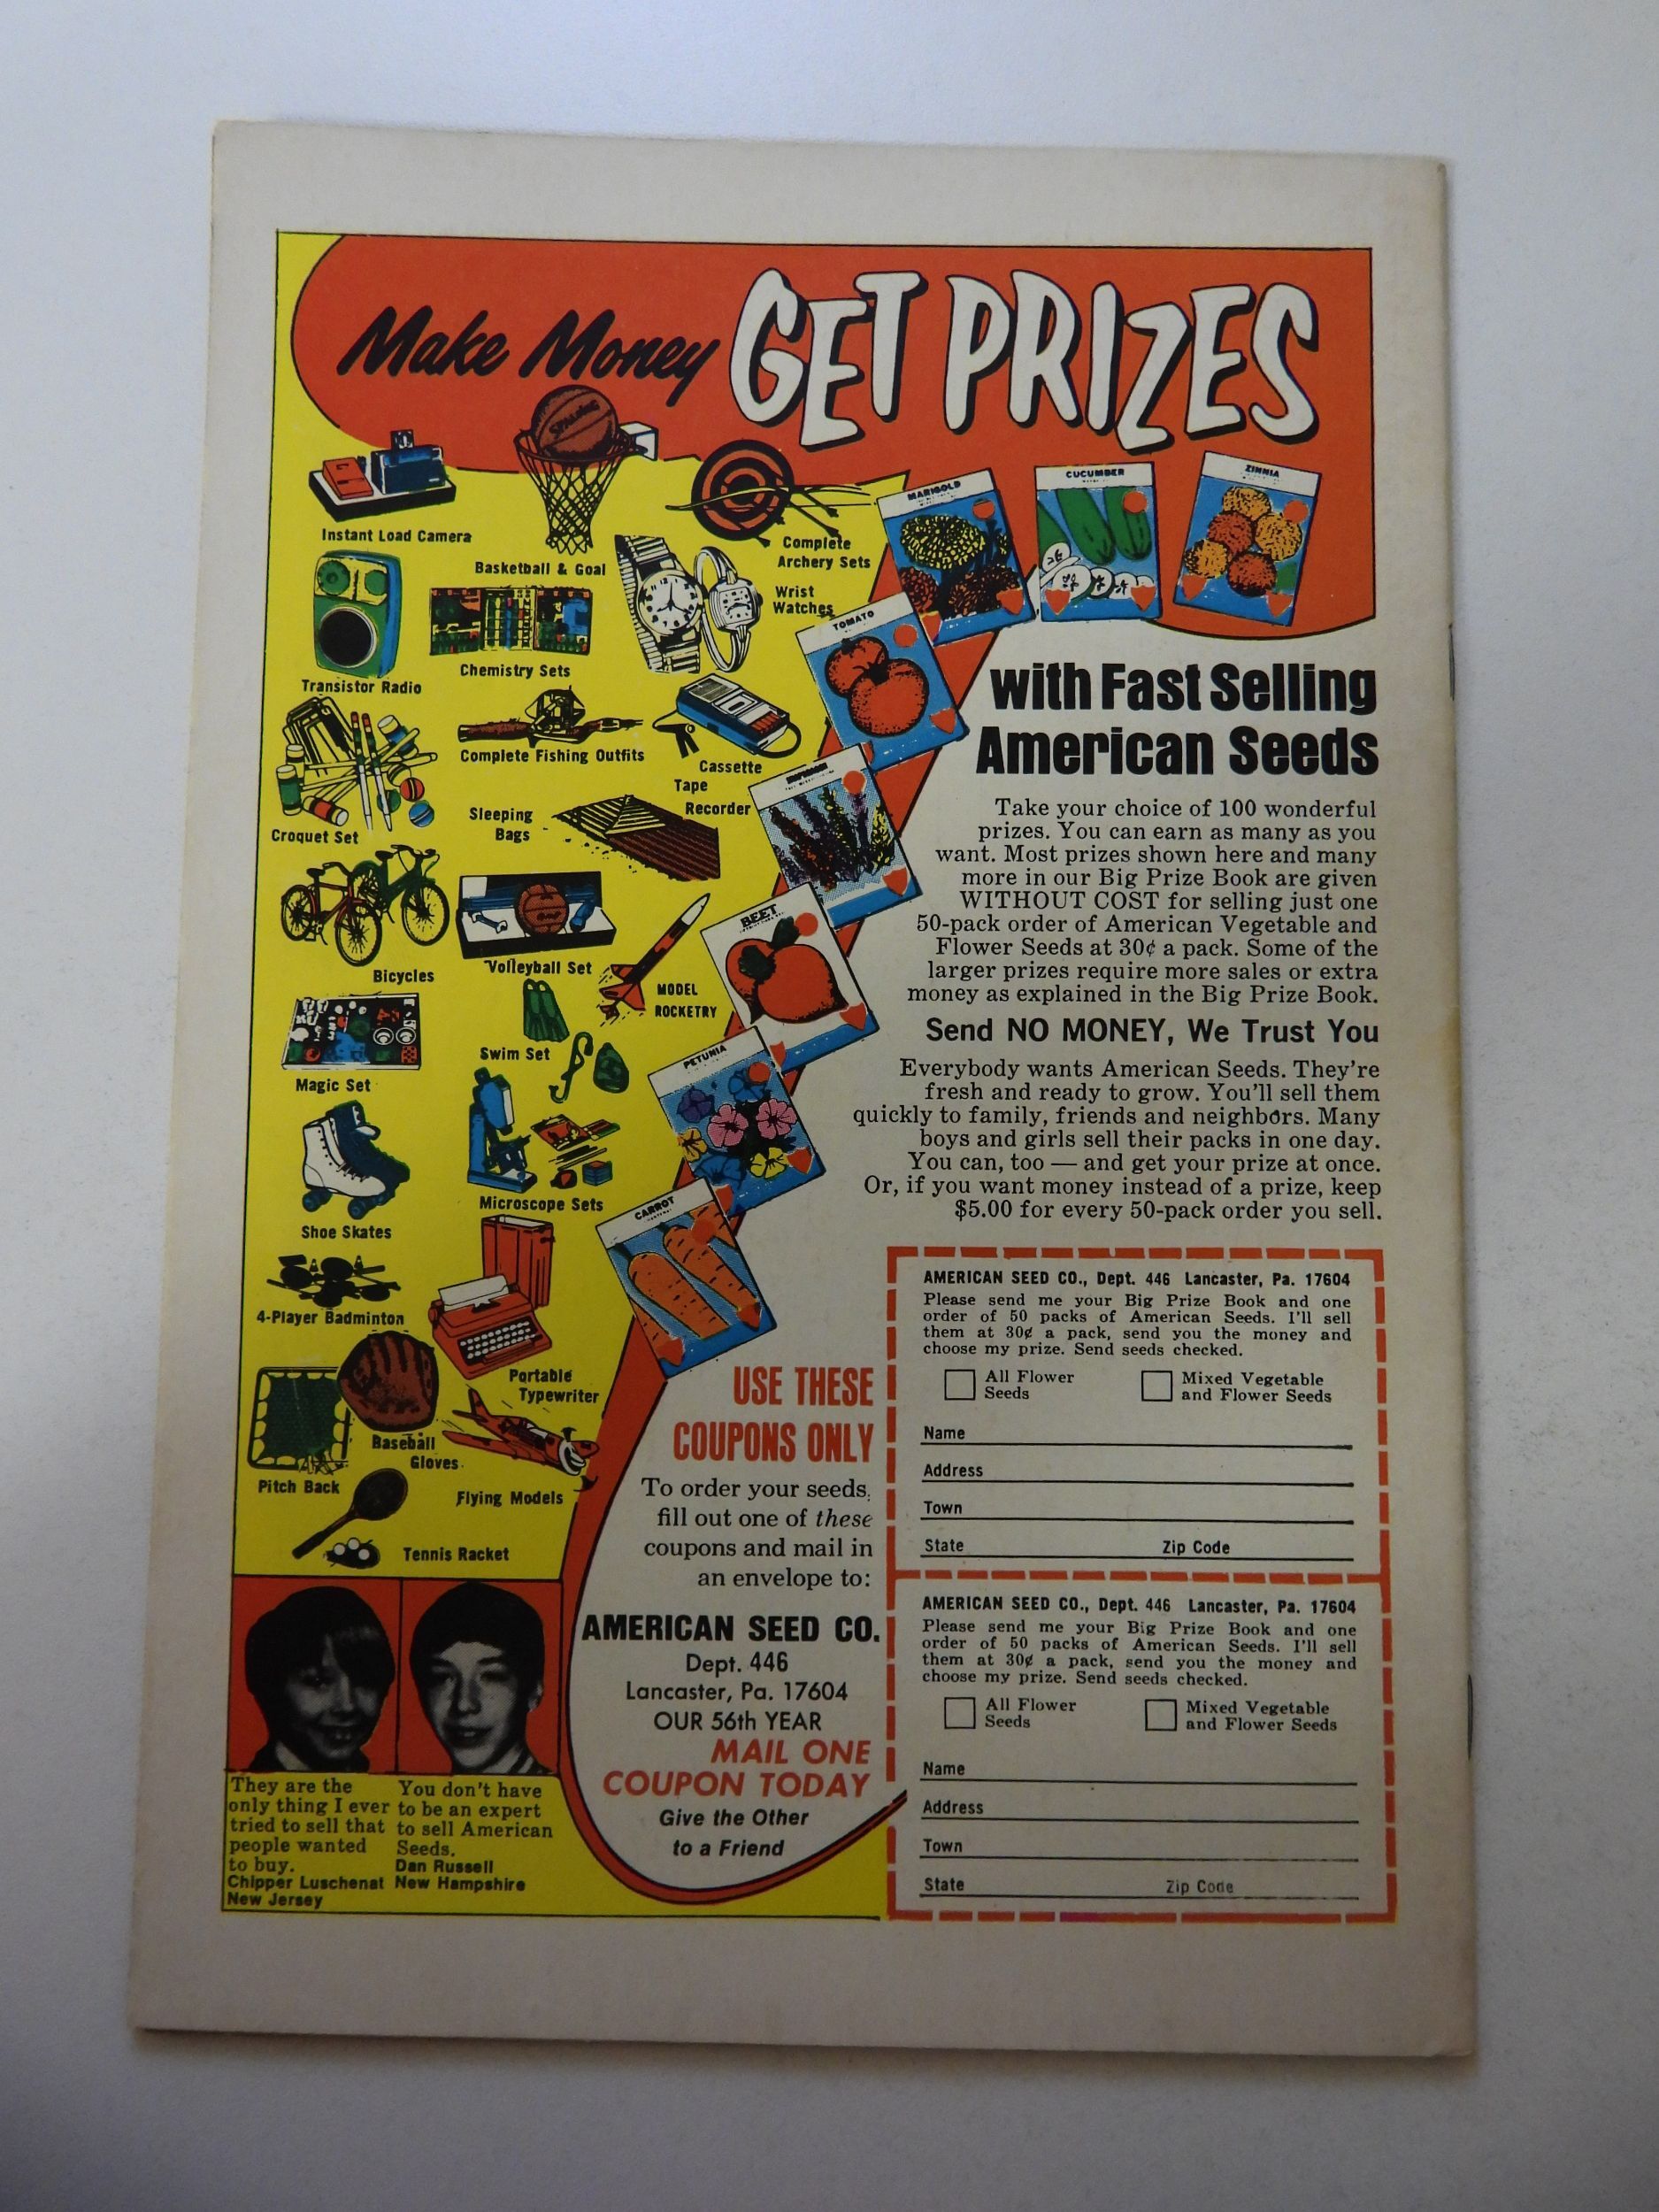 Make Money GET PRIZES
SPALDING
Instant Load Camera
Basketball & Goal
Complete
Archery Sets
Wrist
Watches
Transistor Radio
Chemistry Sets
Complete Fishing Outfits
Cassette
Tape
Recorder
Croquet Set
Sleeping
Bags
Bicycles
Volleyball Set
MODEL
ROCKETRY
Magic Set
Swim Set
Shoe Skates
Microscope Sets
4-Player Badminton
Portable
Typewriter
Baseball
Gloves
Pitch Back
Flying Models
Tennis Racket
MARIGOLD
CUCUMBER
ZINNIA
TOMATO
BEET
PETUNIA
CARROT
with Fast Selling
American Seeds
Take your choice of 100 wonderful
prizes. You can earn as many as you
want. Most prizes shown here and many
more in our Big Prize Book are given
WITHOUT COST for selling just one
50-pack order of American Vegetable and
Flower Seeds at 30¢ a pack. Some of the
larger prizes require more sales or extra
money as explained in the Big Prize Book.
Send NO MONEY, We Trust You
Everybody wants American Seeds. They're
fresh and ready to grow. You'll sell them
quickly to family, friends and neighbors. Many
boys and girls sell their packs in one day.
You can, too — and get your prize at once.
Or, if you want money instead of a prize, keep
$5.00 for every 50-pack order you sell.
USE THESE
COUPONS ONLY
To order your seeds,
fill out one of these
coupons and mail in
an envelope to:
AMERICAN SEED CO.
Dept. 446
Lancaster, Pa. 17604
OUR 56th YEAR
MAIL ONE
COUPON TODAY
Give the Other
to a Friend
AMERICAN SEED CO., Dept. 446 Lancaster, Pa. 17604
Please send me your Big Prize Book and one
order of 50 packs of American Seeds. I'll sell
them at 30¢ a pack, send you the money and
choose my prize. Send seeds checked.
All Flower
Seeds
Mixed Vegetable
and Flower Seeds
Name
Address
Town
State Zip Code
AMERICAN SEED CO., Dept. 446 Lancaster, Pa. 17604
Please send me your Big Prize Book and one
order of 50 packs of American Seeds. I'll sell
them at 30¢ a pack, send you the money and
choose my prize. Send seeds checked.
All Flower
Seeds
Mixed Vegetable
and Flower Seeds
Name
Address
Town
State Zip Code
They are the
only thing I ever
tried to sell that
people wanted
to buy.
Chipper Luschenat
New Jersey
You don't have
to be an expert
to sell American
Seeds.
Dan Russell
New Hampshire